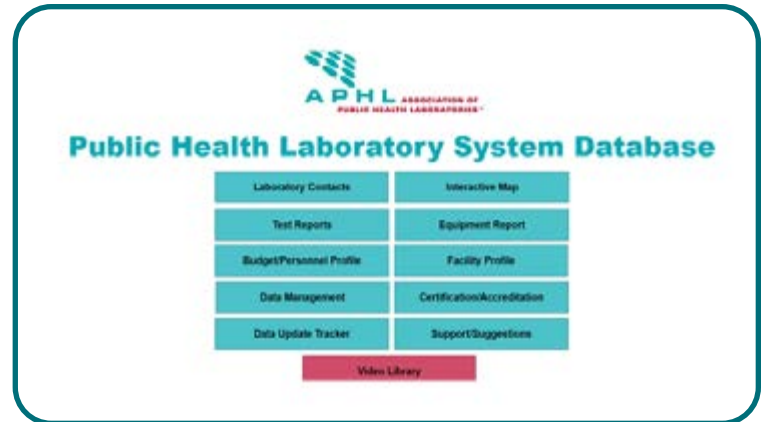 APHL ASSOCIATION OF
PUBLIC HEALTH LABORATORIES
Public Health Laboratory System Database
Laboratory Contacts
Interactive Map
Test Reports
Equipment Report
Budget/Personnel Profile
Facility Profile
Data Management
Certification/Accreditation
Data Update Tracker
Support/Suggestions
Video Library